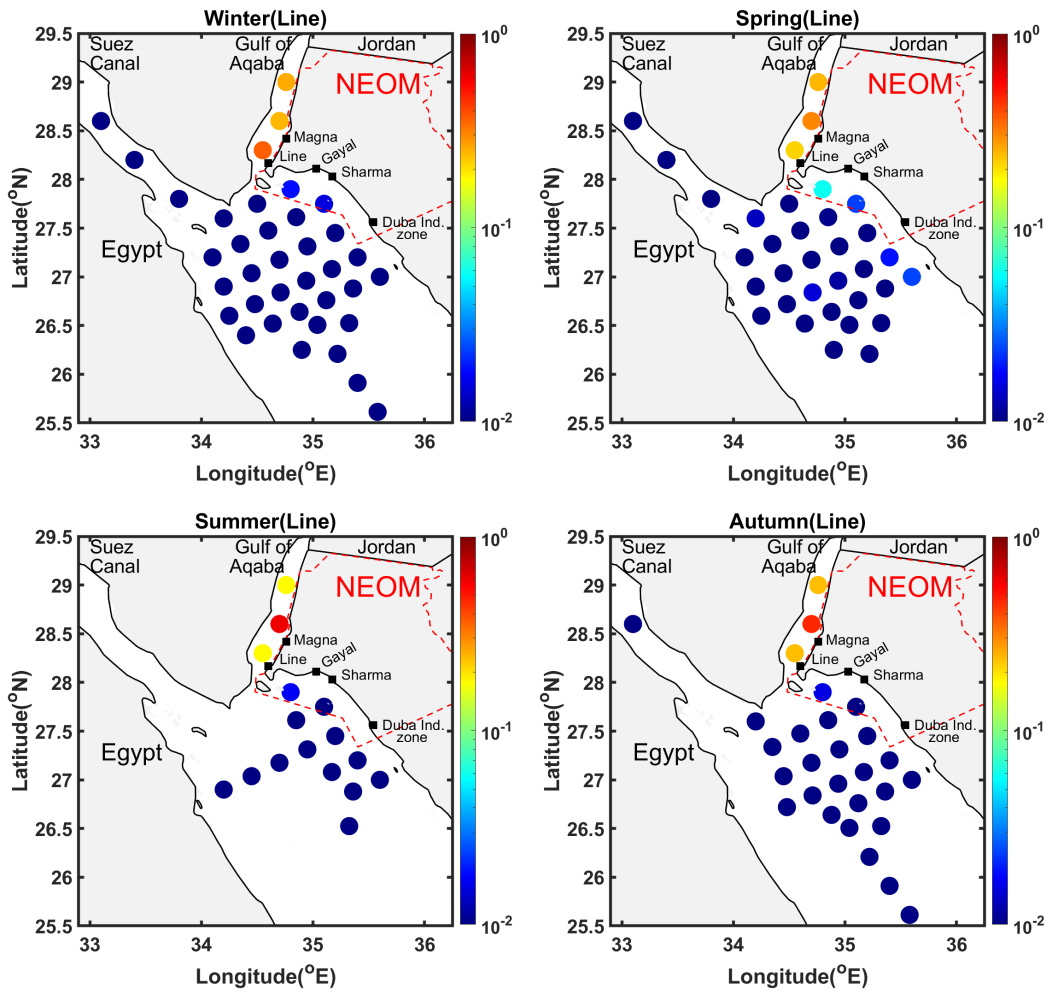 Winter(Line)
29.5
29
28.5
28
27.5
27
26.5
26
25.5
Latitude(°N)
Suez
Canal
Gulf of
Aqaba
Jordan
NEOM
Magna
Line
Gayal
Sharma
Duba Ind.
zone
Egypt
33
34
35
36
Longitude(°E)
10⁰
10⁻¹
10⁻²
Spring(Line)
29.5
29
28.5
28
27.5
27
26.5
26
25.5
Latitude(°N)
Suez
Canal
Gulf of
Aqaba
Jordan
NEOM
Magna
Line
Gayal
Sharma
Duba Ind.
zone
Egypt
33
34
35
36
Longitude(°E)
10⁰
10⁻¹
10⁻²
Summer(Line)
29.5
29
28.5
28
27.5
27
26.5
26
25.5
Latitude(°N)
Suez
Canal
Gulf of
Aqaba
Jordan
NEOM
Magna
Line
Gayal
Sharma
Duba Ind.
zone
Egypt
33
34
35
36
Longitude(°E)
10⁰
10⁻¹
10⁻²
Autumn(Line)
29.5
29
28.5
28
27.5
27
26.5
26
25.5
Latitude(°N)
Suez
Canal
Gulf of
Aqaba
Jordan
NEOM
Magna
Line
Gayal
Sharma
Duba Ind.
zone
Egypt
33
34
35
36
Longitude(°E)
10⁰
10⁻¹
10⁻²